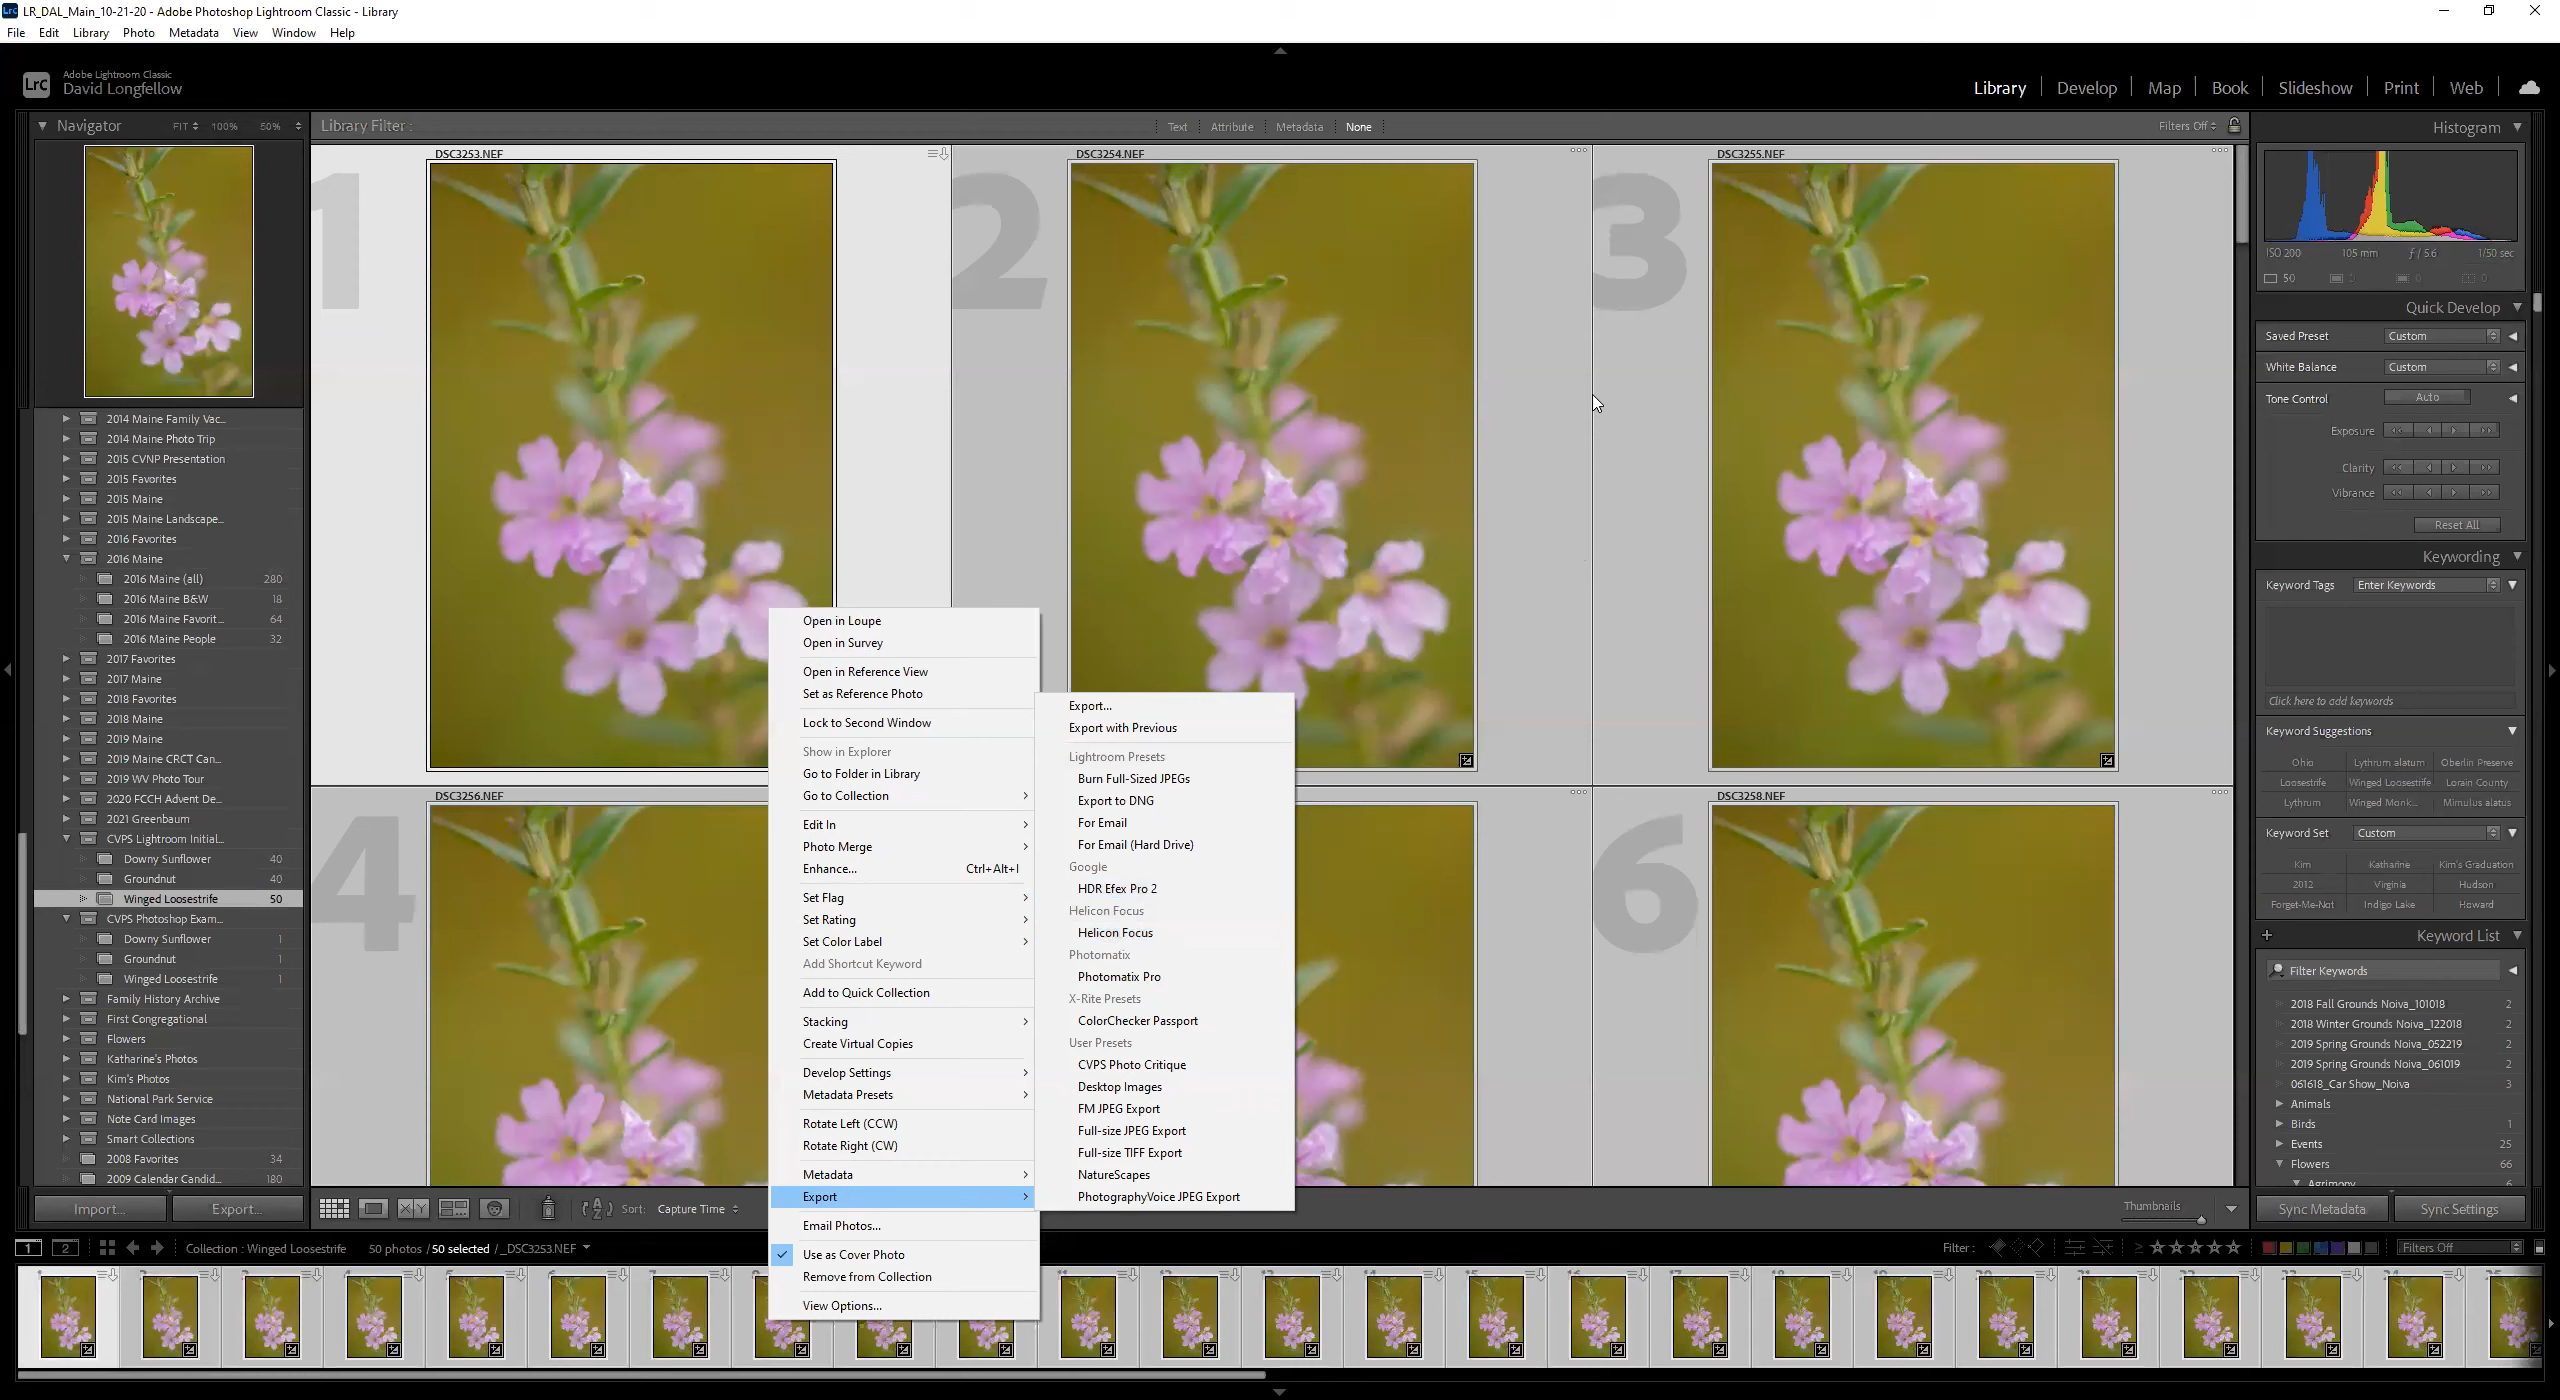 LR_DAL_Main_10-21-20 - Adobe Photoshop Lightroom Classic - Library
File Edit Library Photo Metadata View Window Help
LrC
Adobe Lightroom Classic
David Longfellow
Library Develop Map Book Slideshow Print Web
Navigator FIT 100% 50%
Library Filter : Text Attribute Metadata None Filters Off
DSC3253.NEF
DSC3254.NEF
DSC3255.NEF
1
2
3
DSC3256.NEF
DSC3258.NEF
4
6
2014 Maine Family Vac...
2014 Maine Photo Trip
2015 CVNP Presentation
2015 Favorites
2015 Maine
2015 Maine Landscape...
2016 Favorites
2016 Maine
2016 Maine (all) 280
2016 Maine B&W 18
2016 Maine Favorit... 64
2016 Maine People 32
2017 Favorites
2017 Maine
2018 Favorites
2018 Maine
2019 Maine
2019 Maine CRCT Can...
2019 WV Photo Tour
2020 FCCH Advent De...
2021 Greenbaum
CVPS Lightroom Initial...
Downy Sunflower 40
Groundnut 40
Winged Loosestrife 50
CVPS Photoshop Exam...
Downy Sunflower 1
Groundnut 1
Winged Loosestrife 1
Family History Archive
First Congregational
Flowers
Katharine's Photos
Kim's Photos
National Park Service
Note Card Images
Smart Collections
2008 Favorites 34
2009 Calendar Candid... 180
Import... Export...
Open in Loupe
Open in Survey
Open in Reference View
Set as Reference Photo
Lock to Second Window
Show in Explorer
Go to Folder in Library
Go to Collection
Edit In
Photo Merge
Enhance... Ctrl+Alt+I
Set Flag
Set Rating
Set Color Label
Add Shortcut Keyword
Add to Quick Collection
Stacking
Create Virtual Copies
Develop Settings
Metadata Presets
Rotate Left (CCW)
Rotate Right (CW)
Metadata
Export
Email Photos...
Use as Cover Photo
Remove from Collection
View Options...
Export...
Export with Previous
Lightroom Presets
Burn Full-Sized JPEGs
Export to DNG
For Email
For Email (Hard Drive)
Google
HDR Efex Pro 2
Helicon Focus
Helicon Focus
Photomatix
Photomatix Pro
X-Rite Presets
ColorChecker Passport
User Presets
CVPS Photo Critique
Desktop Images
FM JPEG Export
Full-size JPEG Export
Full-size TIFF Export
NatureScapes
PhotographyVoice JPEG Export
Histogram
ISO 200 105 mm ƒ / 5.6 1/50 sec
50
Quick Develop
Saved Preset Custom
White Balance Custom
Tone Control Auto
Exposure
Clarity
Vibrance
Reset All
Keywording
Keyword Tags Enter Keywords
Click here to add keywords
Keyword Suggestions
Ohio Lythrum alatum Oberlin Preserve
Loosestrife Winged Loosestrife Lorain County
Lythrum Winged Monk... Mimulus alatus
Keyword Set Custom
Kim Katharine Kim's Graduation
2012 Virginia Hudson
Forget-Me-Not Indigo Lake Howard
Keyword List
Filter Keywords
2018 Fall Grounds Noiva_101018 2
2018 Winter Grounds Noiva_122018 2
2019 Spring Grounds Noiva_052219 2
2019 Spring Grounds Noiva_061019 2
061618_Car Show_Noiva 3
Animals
Birds 1
Events 25
Flowers 66
Agrimony 6
Sync Metadata Sync Settings
Sort: Capture Time
Thumbnails
1 2 Collection : Winged Loosestrife 50 photos / 50 selected / _DSC3253.NEF
Filter : Filters Off